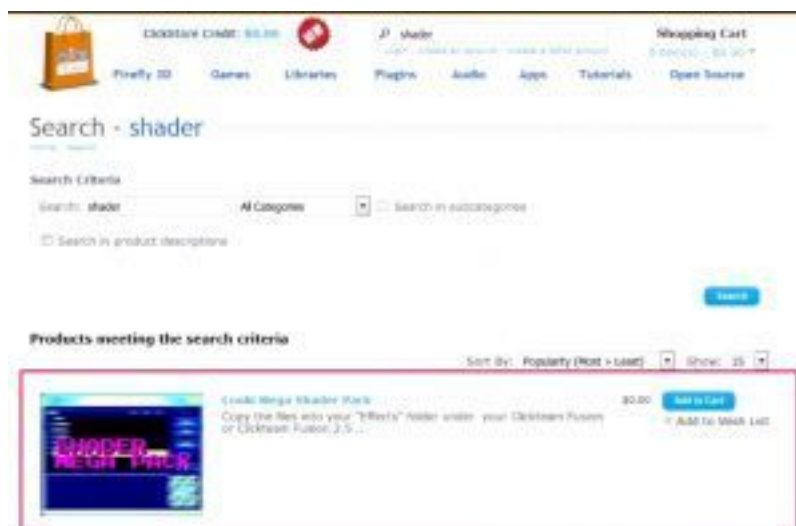 ClickStore Credit: $0.00
shader
Shopping Cart
Firefly 3D Games Libraries Plugins Audio Apps Tutorials Open Source
Search - shader
Search Criteria
Search: shader All Categories Search in subcategories
Search in product descriptions
Search
Products meeting the search criteria
Sort By: Popularity (Most > Least) Show: 15
Mega Shader Pack $0.00 Add to Cart
Copy the files into your "Effects" folder under your Clickteam Fusion
or Clickteam Fusion 2.5...
+ Add to Wish List
SHADER
MEGA PACK